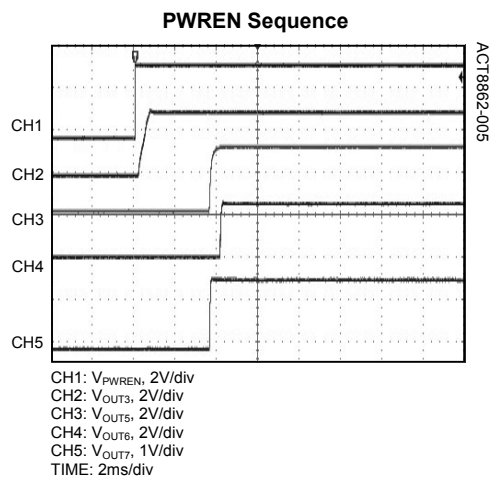 PWREN Sequence
ACT8862-005
CH1
CH2
CH3
CH4
CH5
CH1: VPWREN, 2V/div
CH2: VOUT3, 2V/div
CH3: VOUT5, 2V/div
CH4: VOUT6, 2V/div
CH5: VOUT7, 1V/div
TIME: 2ms/div